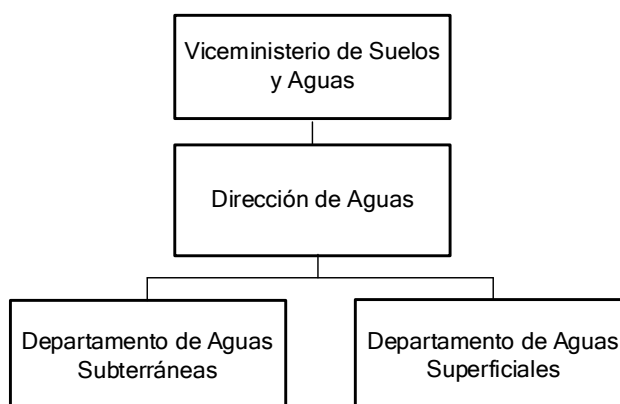 Viceministerio de Suelos
y Aguas
Dirección de Aguas
Departamento de Aguas
Subterráneas
Departamento de Aguas
Superficiales